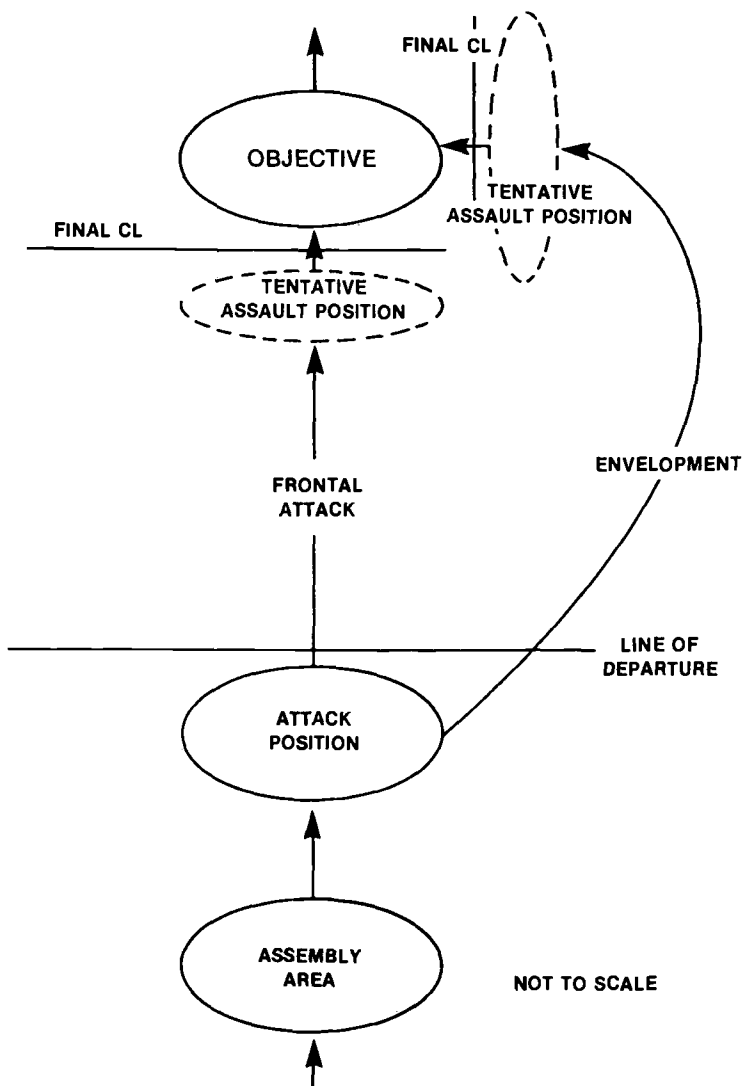 FINAL CL
OBJECTIVE
TENTATIVE
ASSAULT POSITION
FINAL CL
TENTATIVE
ASSAULT POSITION
ENVELOPMENT
FRONTAL
ATTACK
LINE OF
DEPARTURE
ATTACK
POSITION
ASSEMBLY
AREA
NOT TO SCALE